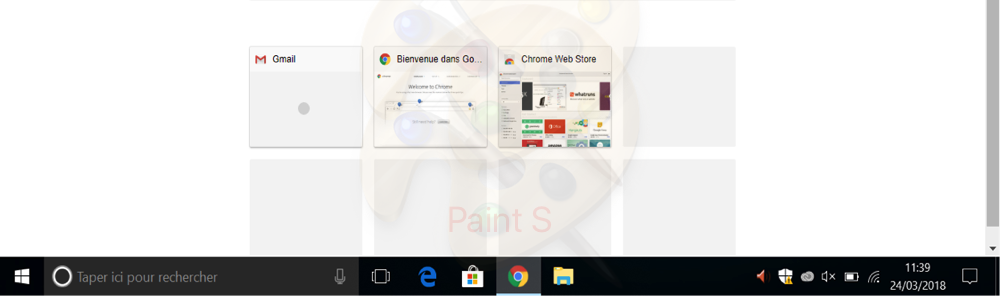 Gmail
Bienvenue dans Go...
Chrome Web Store
Welcome to Chrome
whatruns
Paint S
Taper ici pour rechercher
11:39
24/03/2018